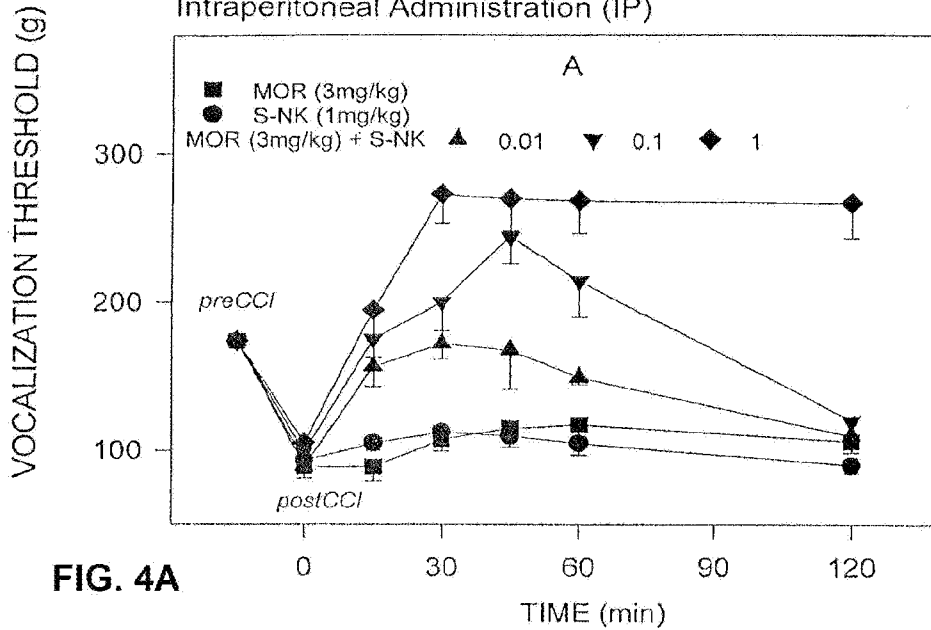 Intraperitoneal Administration (IP)
VOCALIZATION THRESHOLD (g)
A
MOR (3mg/kg)
S-NK (1mg/kg)
MOR (3mg/kg) + S-NK 0.01 0.1 1
300
200
100
preCCI
postCCI
0 30 60 90 120
TIME (min)
FIG. 4A